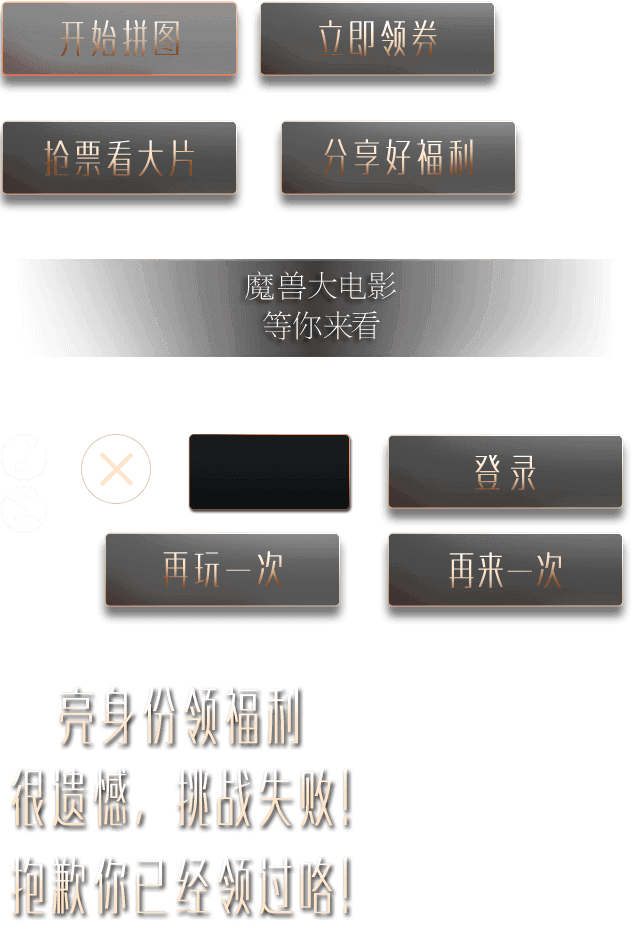 开始拼图
立即领券
抢票看大片
分享好福利
魔兽大电影
等你来看
登录
再玩一次
再来一次
亮身份领福利
很遗憾，挑战失败！
抱歉你已经领过咯！